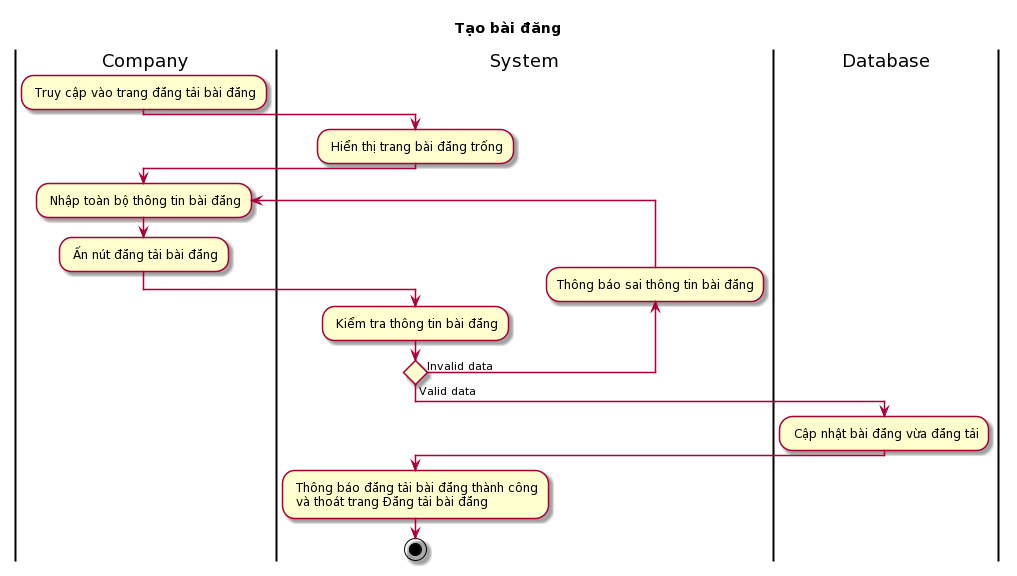 Tạo bài đăng
Company
System
Database
Truy cập vào trang đăng tải bài đăng
Hiển thị trang bài đăng trống
Nhập toàn bộ thông tin bài đăng
Ấn nút đăng tải bài đăng
Thông báo sai thông tin bài đăng
Kiểm tra thông tin bài đăng
Invalid data
Valid data
Cập nhật bài đăng vừa đăng tải
Thông báo đăng tải bài đăng thành công
và thoát trang Đăng tải bài đăng